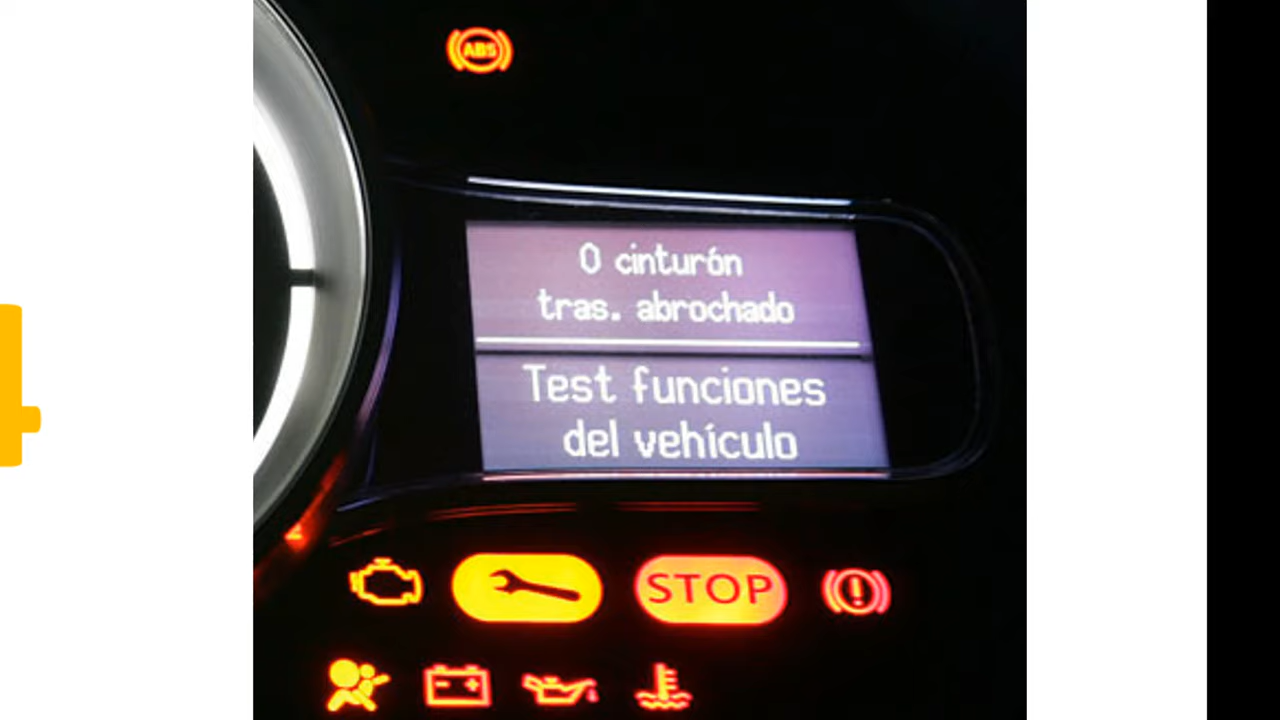 ABS
0 cinturón
tras. abrochado
Test funciones
del vehículo
STOP